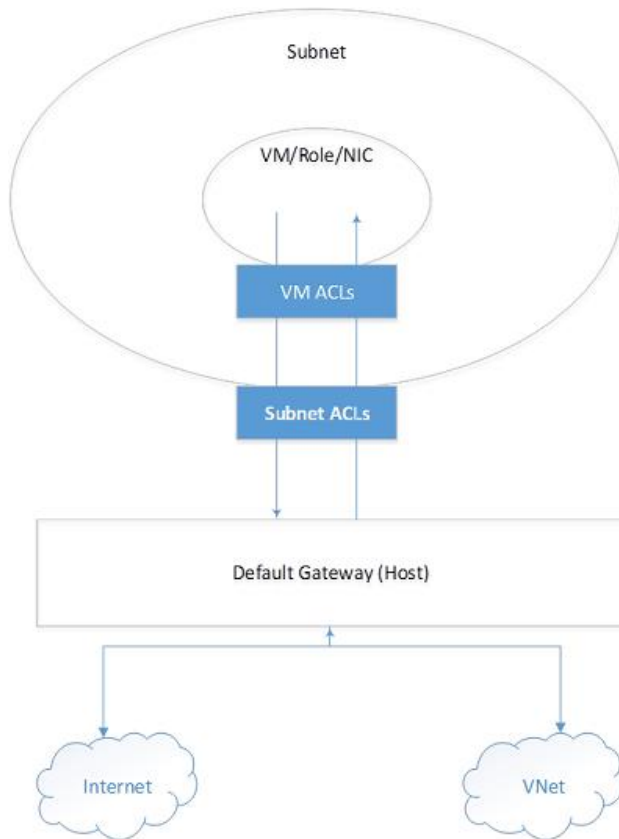 Subnet
VM/Role/NIC
VM ACLs
Subnet ACLs
Default Gateway (Host)
Internet
VNet